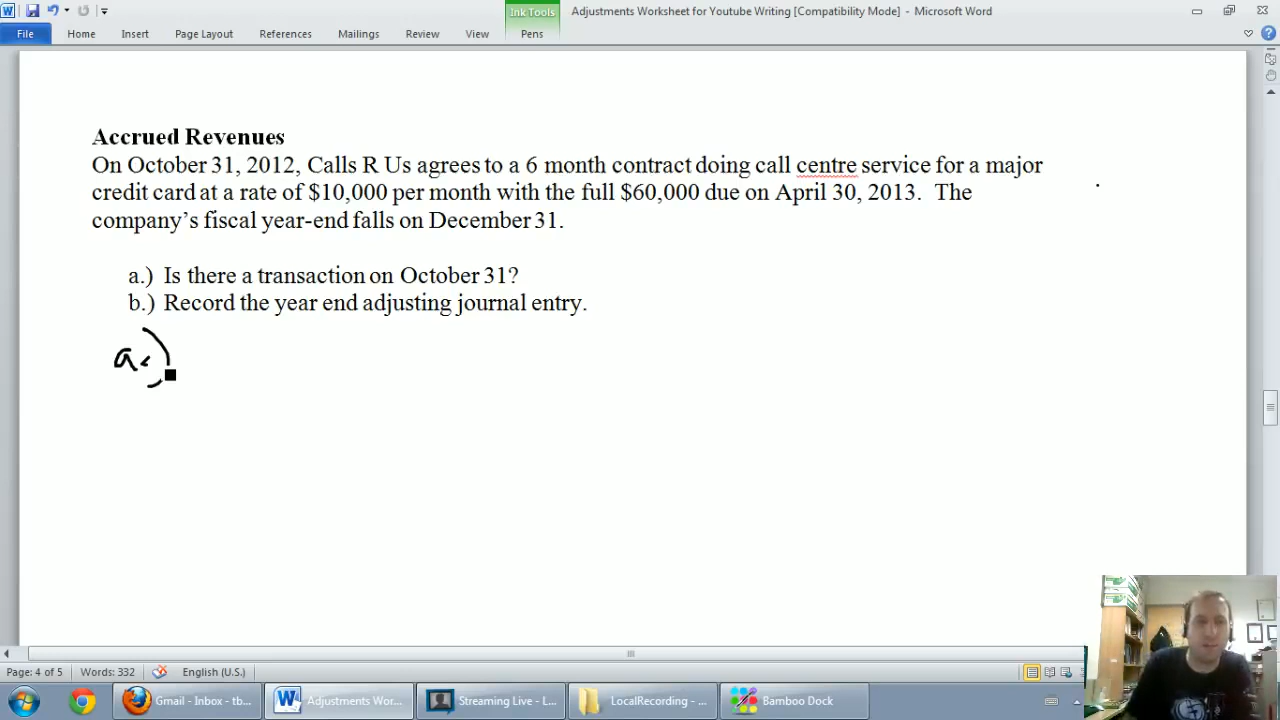 Ink Tools
Adjustments Worksheet for Youtube Writing [Compatibility Mode] - Microsoft Word
File Home Insert Page Layout References Mailings Review View Pens
Accrued Revenues
On October 31, 2012, Calls R Us agrees to a 6 month contract doing call centre service for a major
credit card at a rate of $10,000 per month with the full $60,000 due on April 30, 2013. The
company's fiscal year-end falls on December 31.
a.) Is there a transaction on October 31?
b.) Record the year end adjusting journal entry.
a.)
Page: 4 of 5 Words: 332 English (U.S.)
Gmail - Inbox - tb... Adjustments Wor... Streaming Live - L... LocalRecording - ... Bamboo Dock